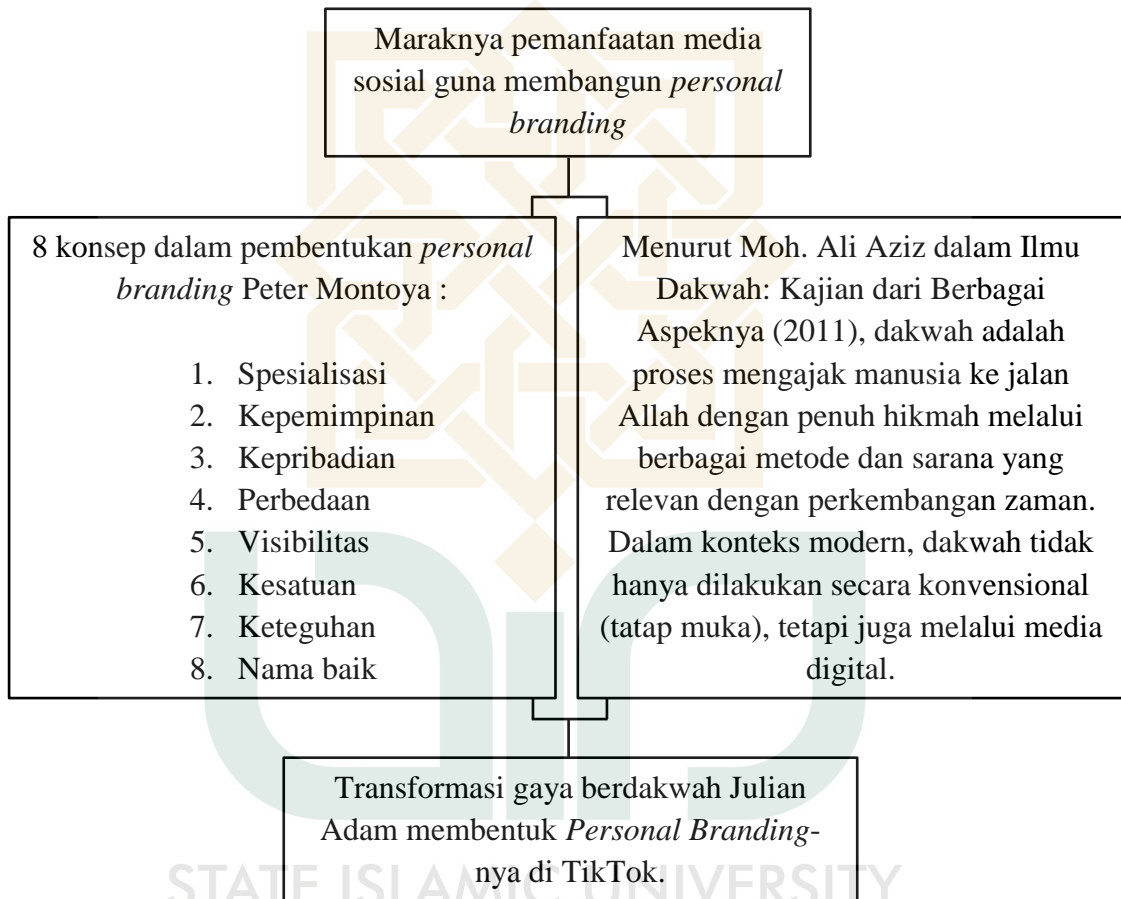 Maraknya pemanfaatan media
sosial guna membangun personal
branding
8 konsep dalam pembentukan personal
branding Peter Montoya :
1. Spesialisasi
2. Kepemimpinan
3. Kepribadian
4. Perbedaan
5. Visibilitas
6. Kesatuan
7. Keteguhan
8. Nama baik
Menurut Moh. Ali Aziz dalam Ilmu
Dakwah: Kajian dari Berbagai
Aspeknya (2011), dakwah adalah
proses mengajak manusia ke jalan
Allah dengan penuh hikmah melalui
berbagai metode dan sarana yang
relevan dengan perkembangan zaman.
Dalam konteks modern, dakwah tidak
hanya dilakukan secara konvensional
(tatap muka), tetapi juga melalui media
digital.
Transformasi gaya berdakwah Julian
Adam membentuk Personal Branding-
nya di TikTok.
STATE ISLAMIC UNIVERSITY